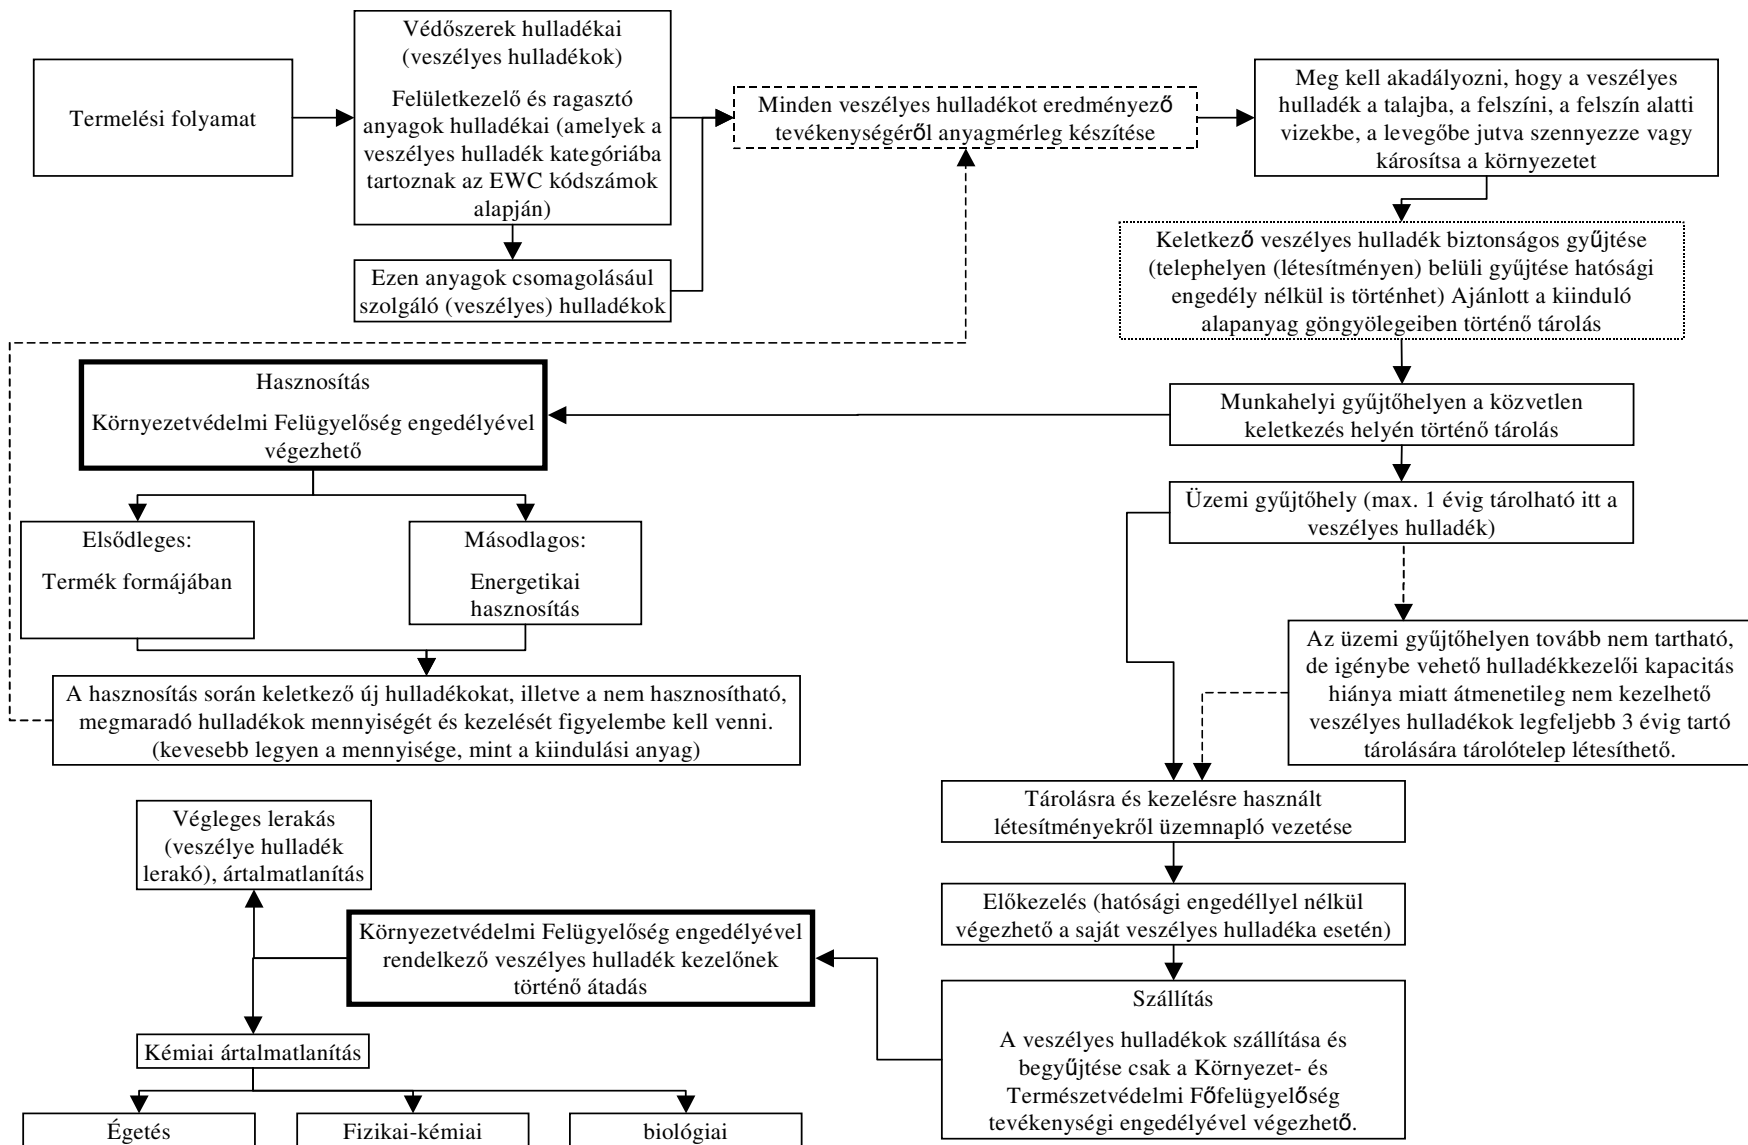 Termelési folyamat
Védőszerek hulladékai
(veszélyes hulladékok)
Felületkezelő és ragasztó
anyagok hulladékai (amelyek a
veszélyes hulladék kategóriába
tartoznak az EWC kódszámok
alapján)
Ezen anyagok csomagolásául
szolgáló (veszélyes) hulladékok
Minden veszélyes hulladékot eredményező
tevékenységéről anyagmérleg készítése
Meg kell akadályozni, hogy a veszélyes
hulladék a talajba, a felszíni, a felszín alatti
vizekbe, a levegőbe jutva szennyezze vagy
károsítsa a környezetet
Keletkező veszélyes hulladék biztonságos gyűjtése
(telephelyen (létesítményen) belüli gyűjtése hatósági
engedély nélkül is történhet) Ajánlott a kiinduló
alapanyag göngyölegeiben történő tárolás
Munkahelyi gyűjtőhelyen a közvetlen
keletkezés helyén történő tárolás
Hasznosítás
Környezetvédelmi Felügyelőség engedélyével
végezhető
Elsődleges:
Termék formájában
Másodlagos:
Energetikai
hasznosítás
A hasznosítás során keletkező új hulladékokat, illetve a nem hasznosítható,
megmaradó hulladékok mennyiségét és kezelését figyelembe kell venni.
(kevesebb legyen a mennyisége, mint a kiindulási anyag)
Üzemi gyűjtőhely (max. 1 évig tárolható itt a
veszélyes hulladék)
Az üzemi gyűjtőhelyen tovább nem tartható,
de igénybe vehető hulladékkezelői kapacitás
hiánya miatt átmenetileg nem kezelhető
veszélyes hulladékok legfeljebb 3 évig tartó
tárolására tárolótelep létesíthető.
Tárolásra és kezelésre használt
létesítményekről üzemnapló vezetése
Előkezelés (hatósági engedéllyel nélkül
végezhető a saját veszélyes hulladéka esetén)
Szállítás
A veszélyes hulladékok szállítása és
begyűjtése csak a Környezet- és
Természetvédelmi Főfelügyelőség
tevékenységi engedélyével végezhető.
Környezetvédelmi Felügyelőség engedélyével
rendelkező veszélyes hulladék kezelőnek
történő átadás
Végleges lerakás
(veszélye hulladék
lerakó), ártalmatlanítás
Kémiai ártalmatlanítás
Égetés
Fizikai-kémiai
biológiai